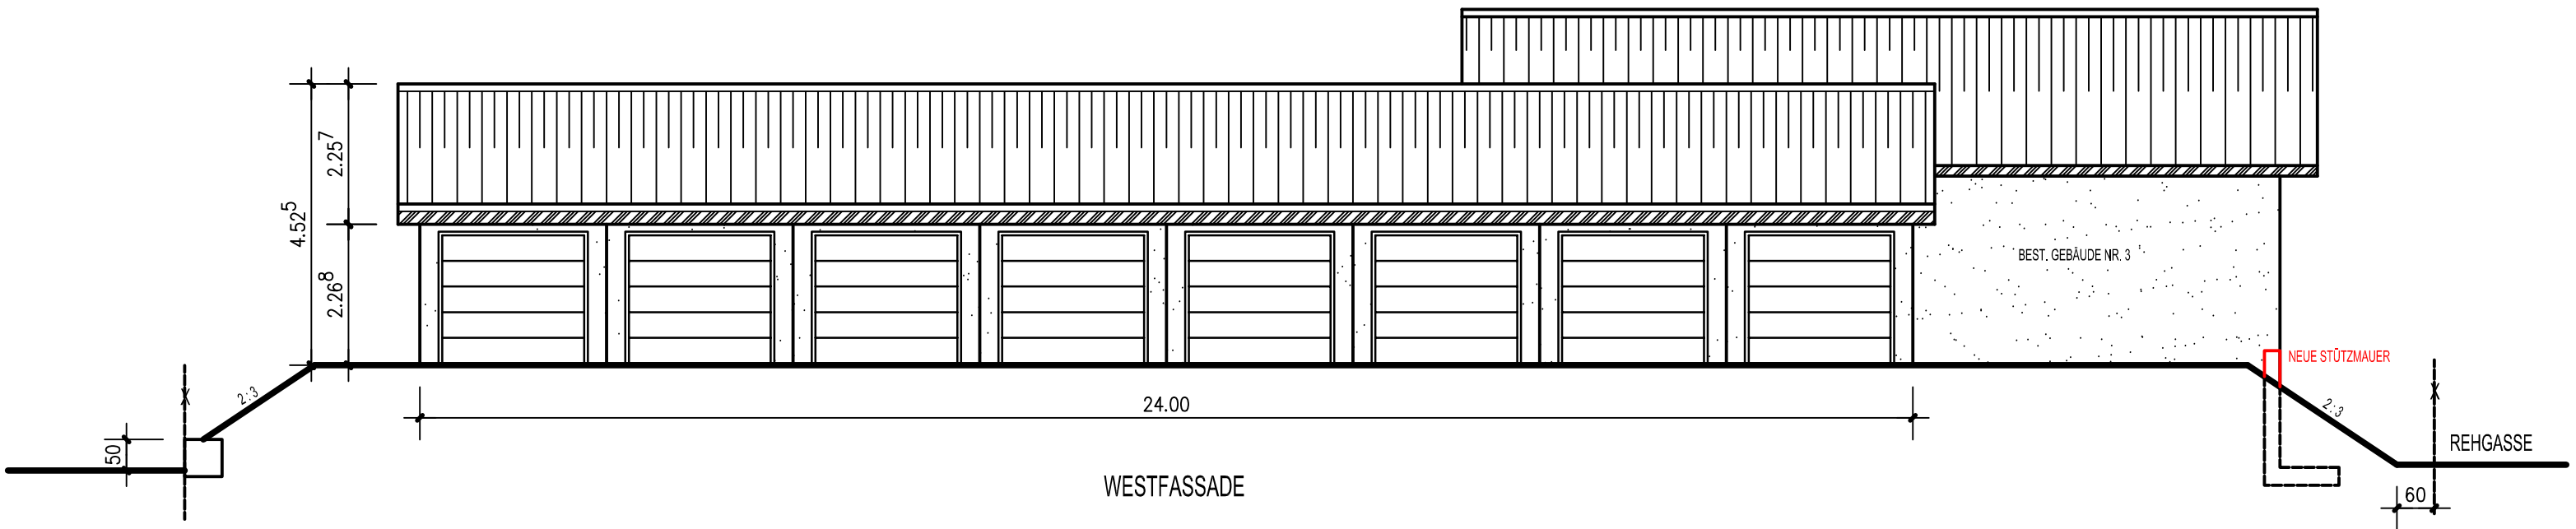 2.25⁷
4.52⁵
2.26⁸
BEST. GEBÄUDE NR. 3
NEUE STÜTZMAUER
2:3
24.00
2:3
50
REHGASSE
WESTFASSADE
60